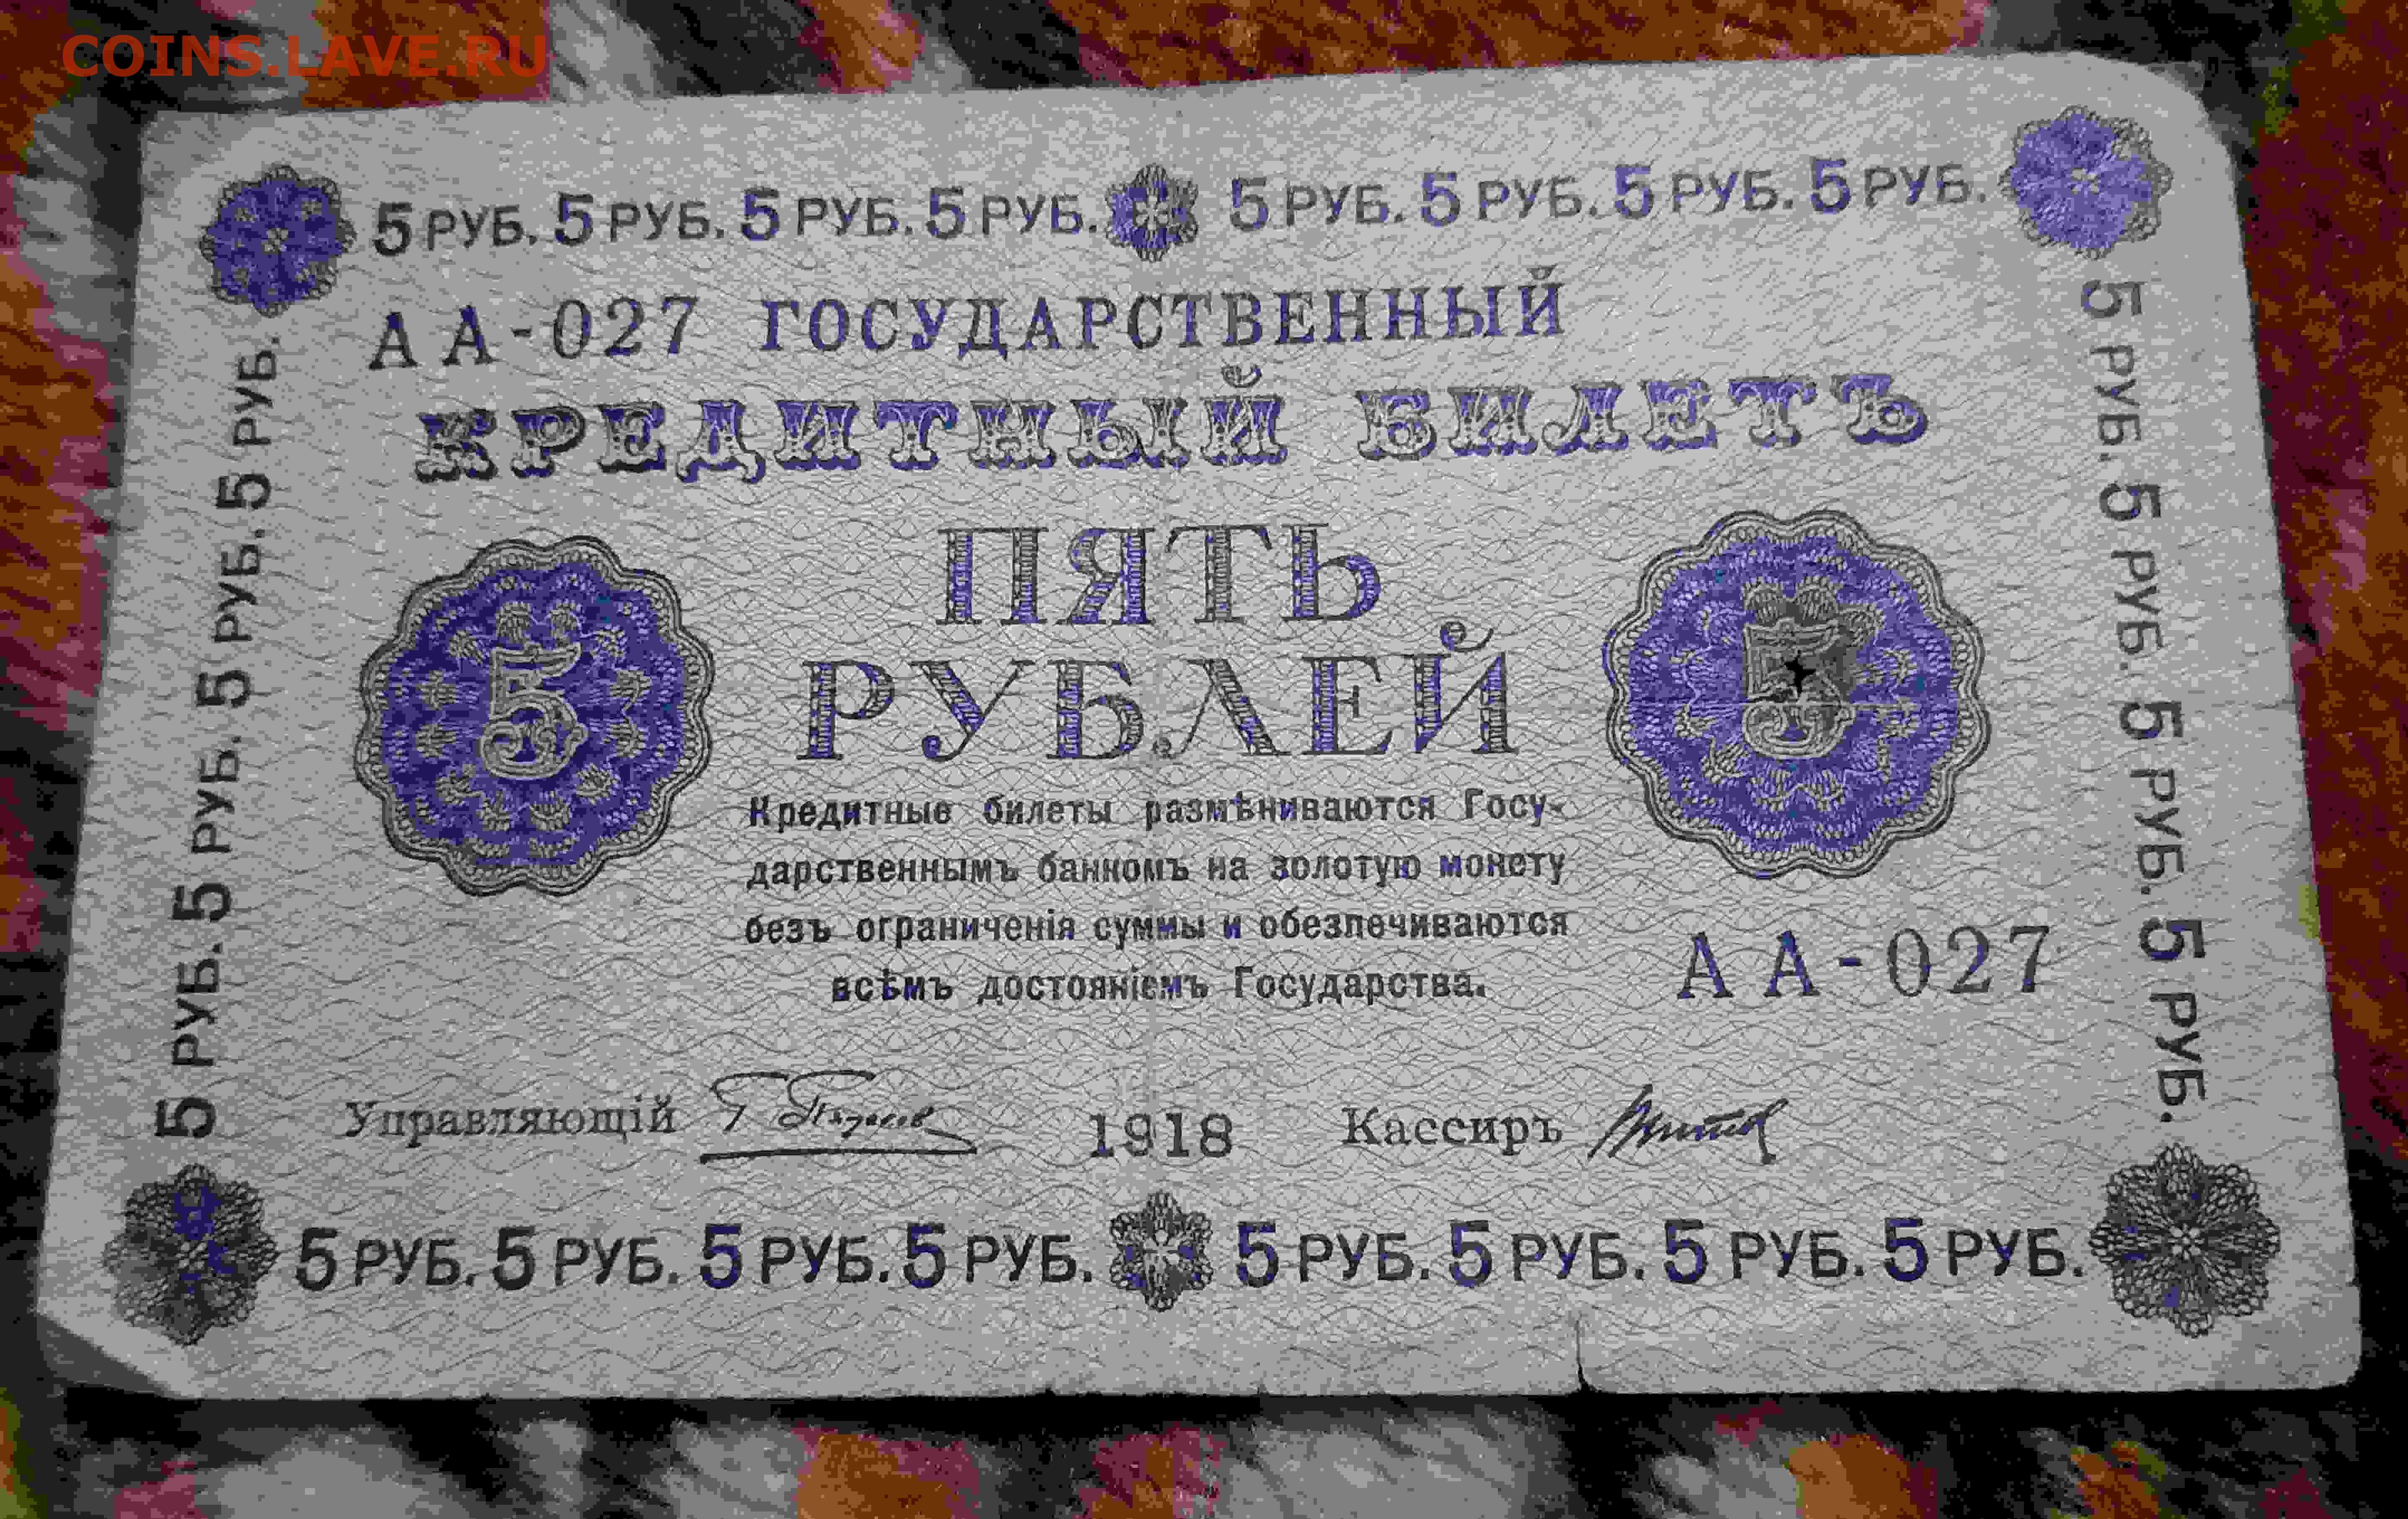 COINS.LAVE.RU
5 РУБ. 5 РУБ. 5 РУБ. 5 РУБ. 5 РУБ. 5 РУБ. 5 РУБ. 5 РУБ.
АА-027 ГОСУДАРСТВЕННЫЙ
КРЕДИТНЫЙ БИЛЕТЪ
5 РУБ. 5 РУБ. 5 РУБ. 5 РУБ.
5 РУБ. 5 РУБ. 5 РУБ. 5 РУБ.
ПЯТЬ
РУБЛЕЙ
5
5
Кредитные билеты размѣниваются Госу-
дарственнымъ банкомъ на золотую монету
безъ ограниченія суммы и обезпечиваются
всѣмъ достояніемъ Государства.
АА-027
Управляющій
1918
Кассиръ
5 РУБ. 5 РУБ. 5 РУБ. 5 РУБ. 5 РУБ. 5 РУБ. 5 РУБ. 5 РУБ.